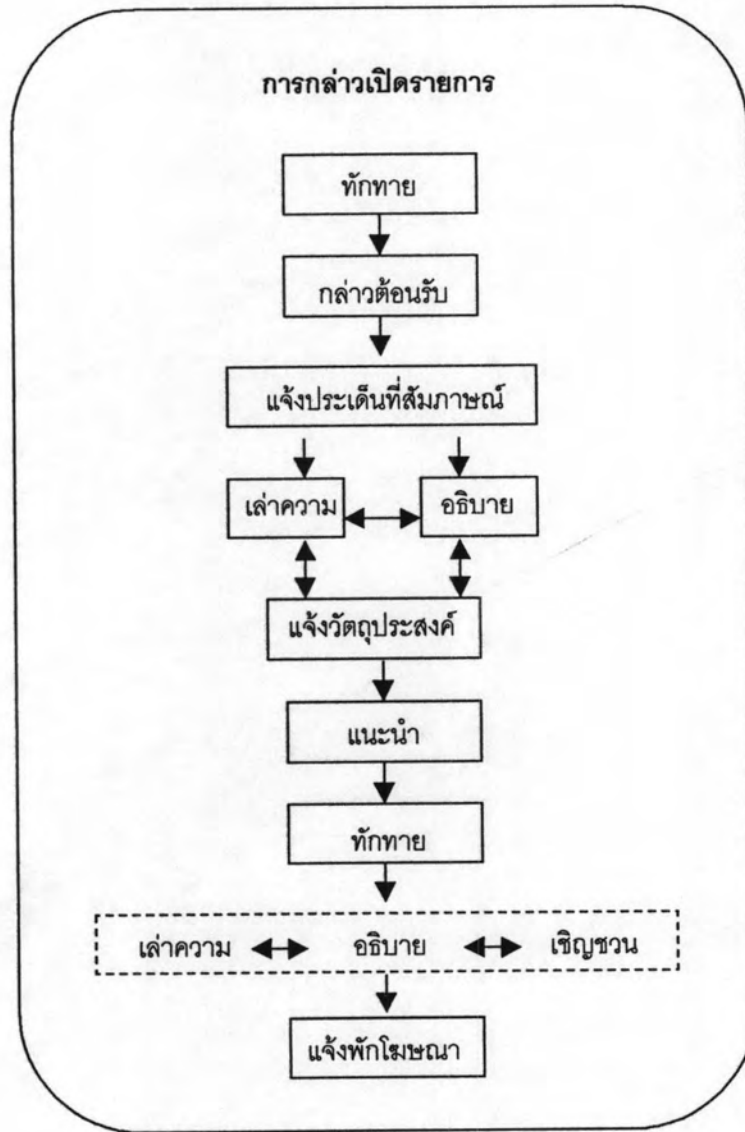 การกล่าวเปิดรายการ
ทักทาย
กล่าวต้อนรับ
แจ้งประเด็นที่สัมภาษณ์
เล่าความ อธิบาย
แจ้งวัตถุประสงค์
แนะนำ
ทักทาย
เล่าความ อธิบาย เชิญชวน
แจ้งพักโฆษณา